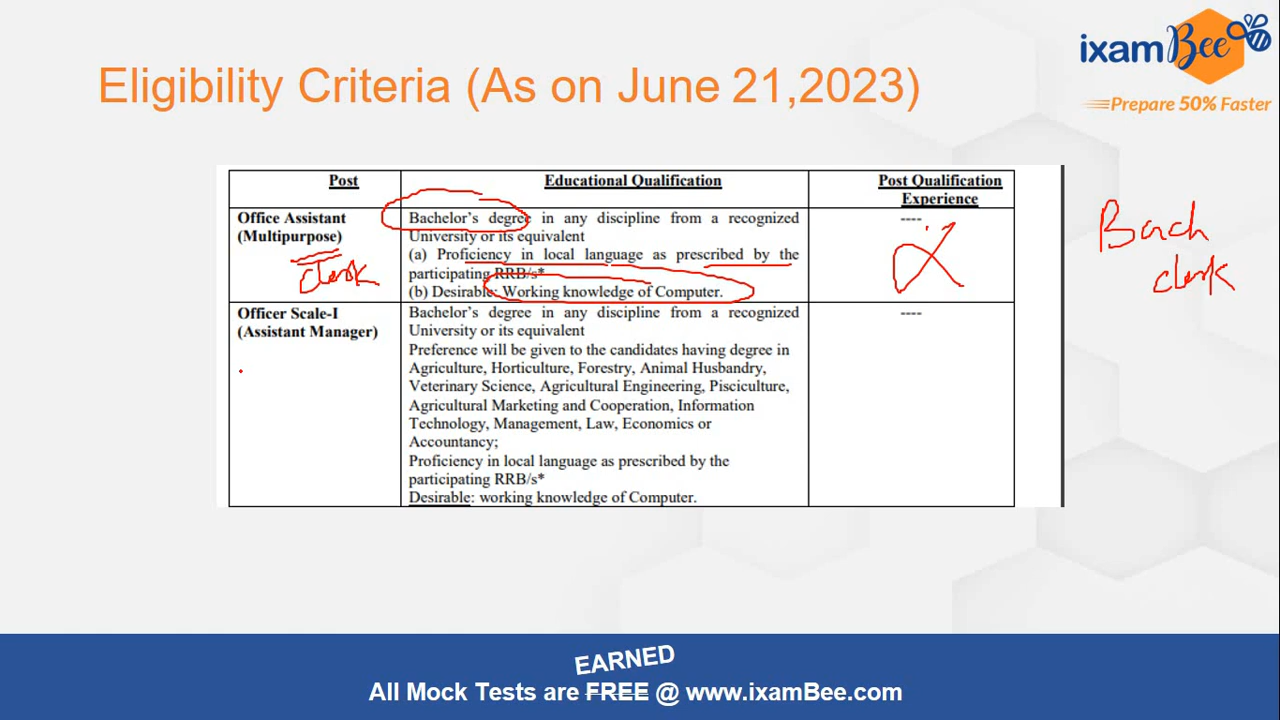 ixamBee
Prepare 50% Faster
Eligibility Criteria (As on June 21,2023)
Post
Educational Qualification
Post Qualification
Experience
Office Assistant
(Multipurpose)
clerk
Bachelor's degree in any discipline from a recognized
University or its equivalent
(a) Proficiency in local language as prescribed by the
participating RRB/s*
(b) Desirable: Working knowledge of Computer.
----
Bach
clerk
Officer Scale-I
(Assistant Manager)
Bachelor's degree in any discipline from a recognized
University or its equivalent
Preference will be given to the candidates having degree in
Agriculture, Horticulture, Forestry, Animal Husbandry,
Veterinary Science, Agricultural Engineering, Pisciculture,
Agricultural Marketing and Cooperation, Information
Technology, Management, Law, Economics or
Accountancy;
Proficiency in local language as prescribed by the
participating RRB/s*
Desirable: working knowledge of Computer.
----
EARNED
All Mock Tests are FREE @ www.ixamBee.com